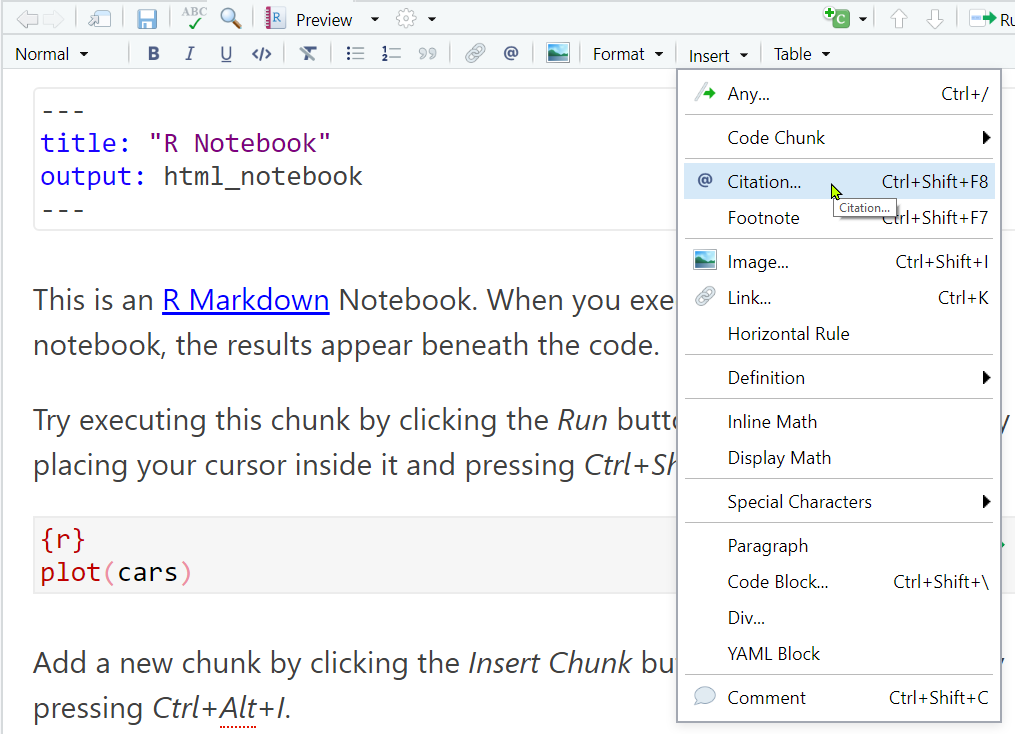 ABC
R Preview
C Ru
Normal B I U </> @ Format Insert Table
---
title: "R Notebook"
output: html_notebook
---
This is an R Markdown Notebook. When you exe
notebook, the results appear beneath the code.
Try executing this chunk by clicking the Run butto y
placing your cursor inside it and pressing Ctrl+Sh
{r}
plot(cars)
Add a new chunk by clicking the Insert Chunk bu y
pressing Ctrl+Alt+I.
Any... Ctrl+/
Code Chunk
@ Citation... Ctrl+Shift+F8
Citation...
Footnote Ctrl+Shift+F7
Image... Ctrl+Shift+I
Link... Ctrl+K
Horizontal Rule
Definition
Inline Math
Display Math
Special Characters
Paragraph
Code Block... Ctrl+Shift+\
Div...
YAML Block
Comment Ctrl+Shift+C